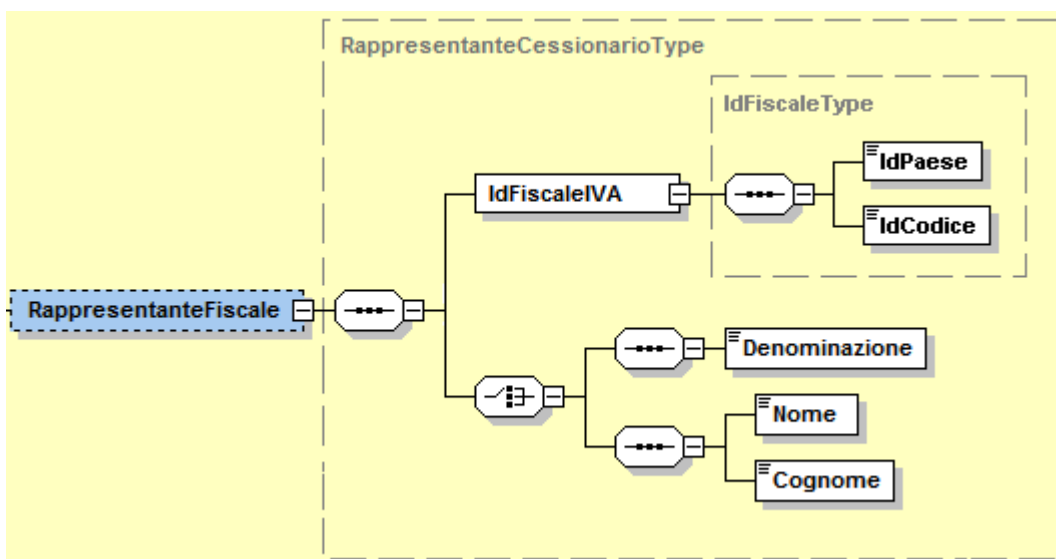 RappresentanteCessionarioType
IdFiscaleType
IdPaese
IdFiscaleIVA
IdCodice
RappresentanteFiscale
Denominazione
Nome
Cognome